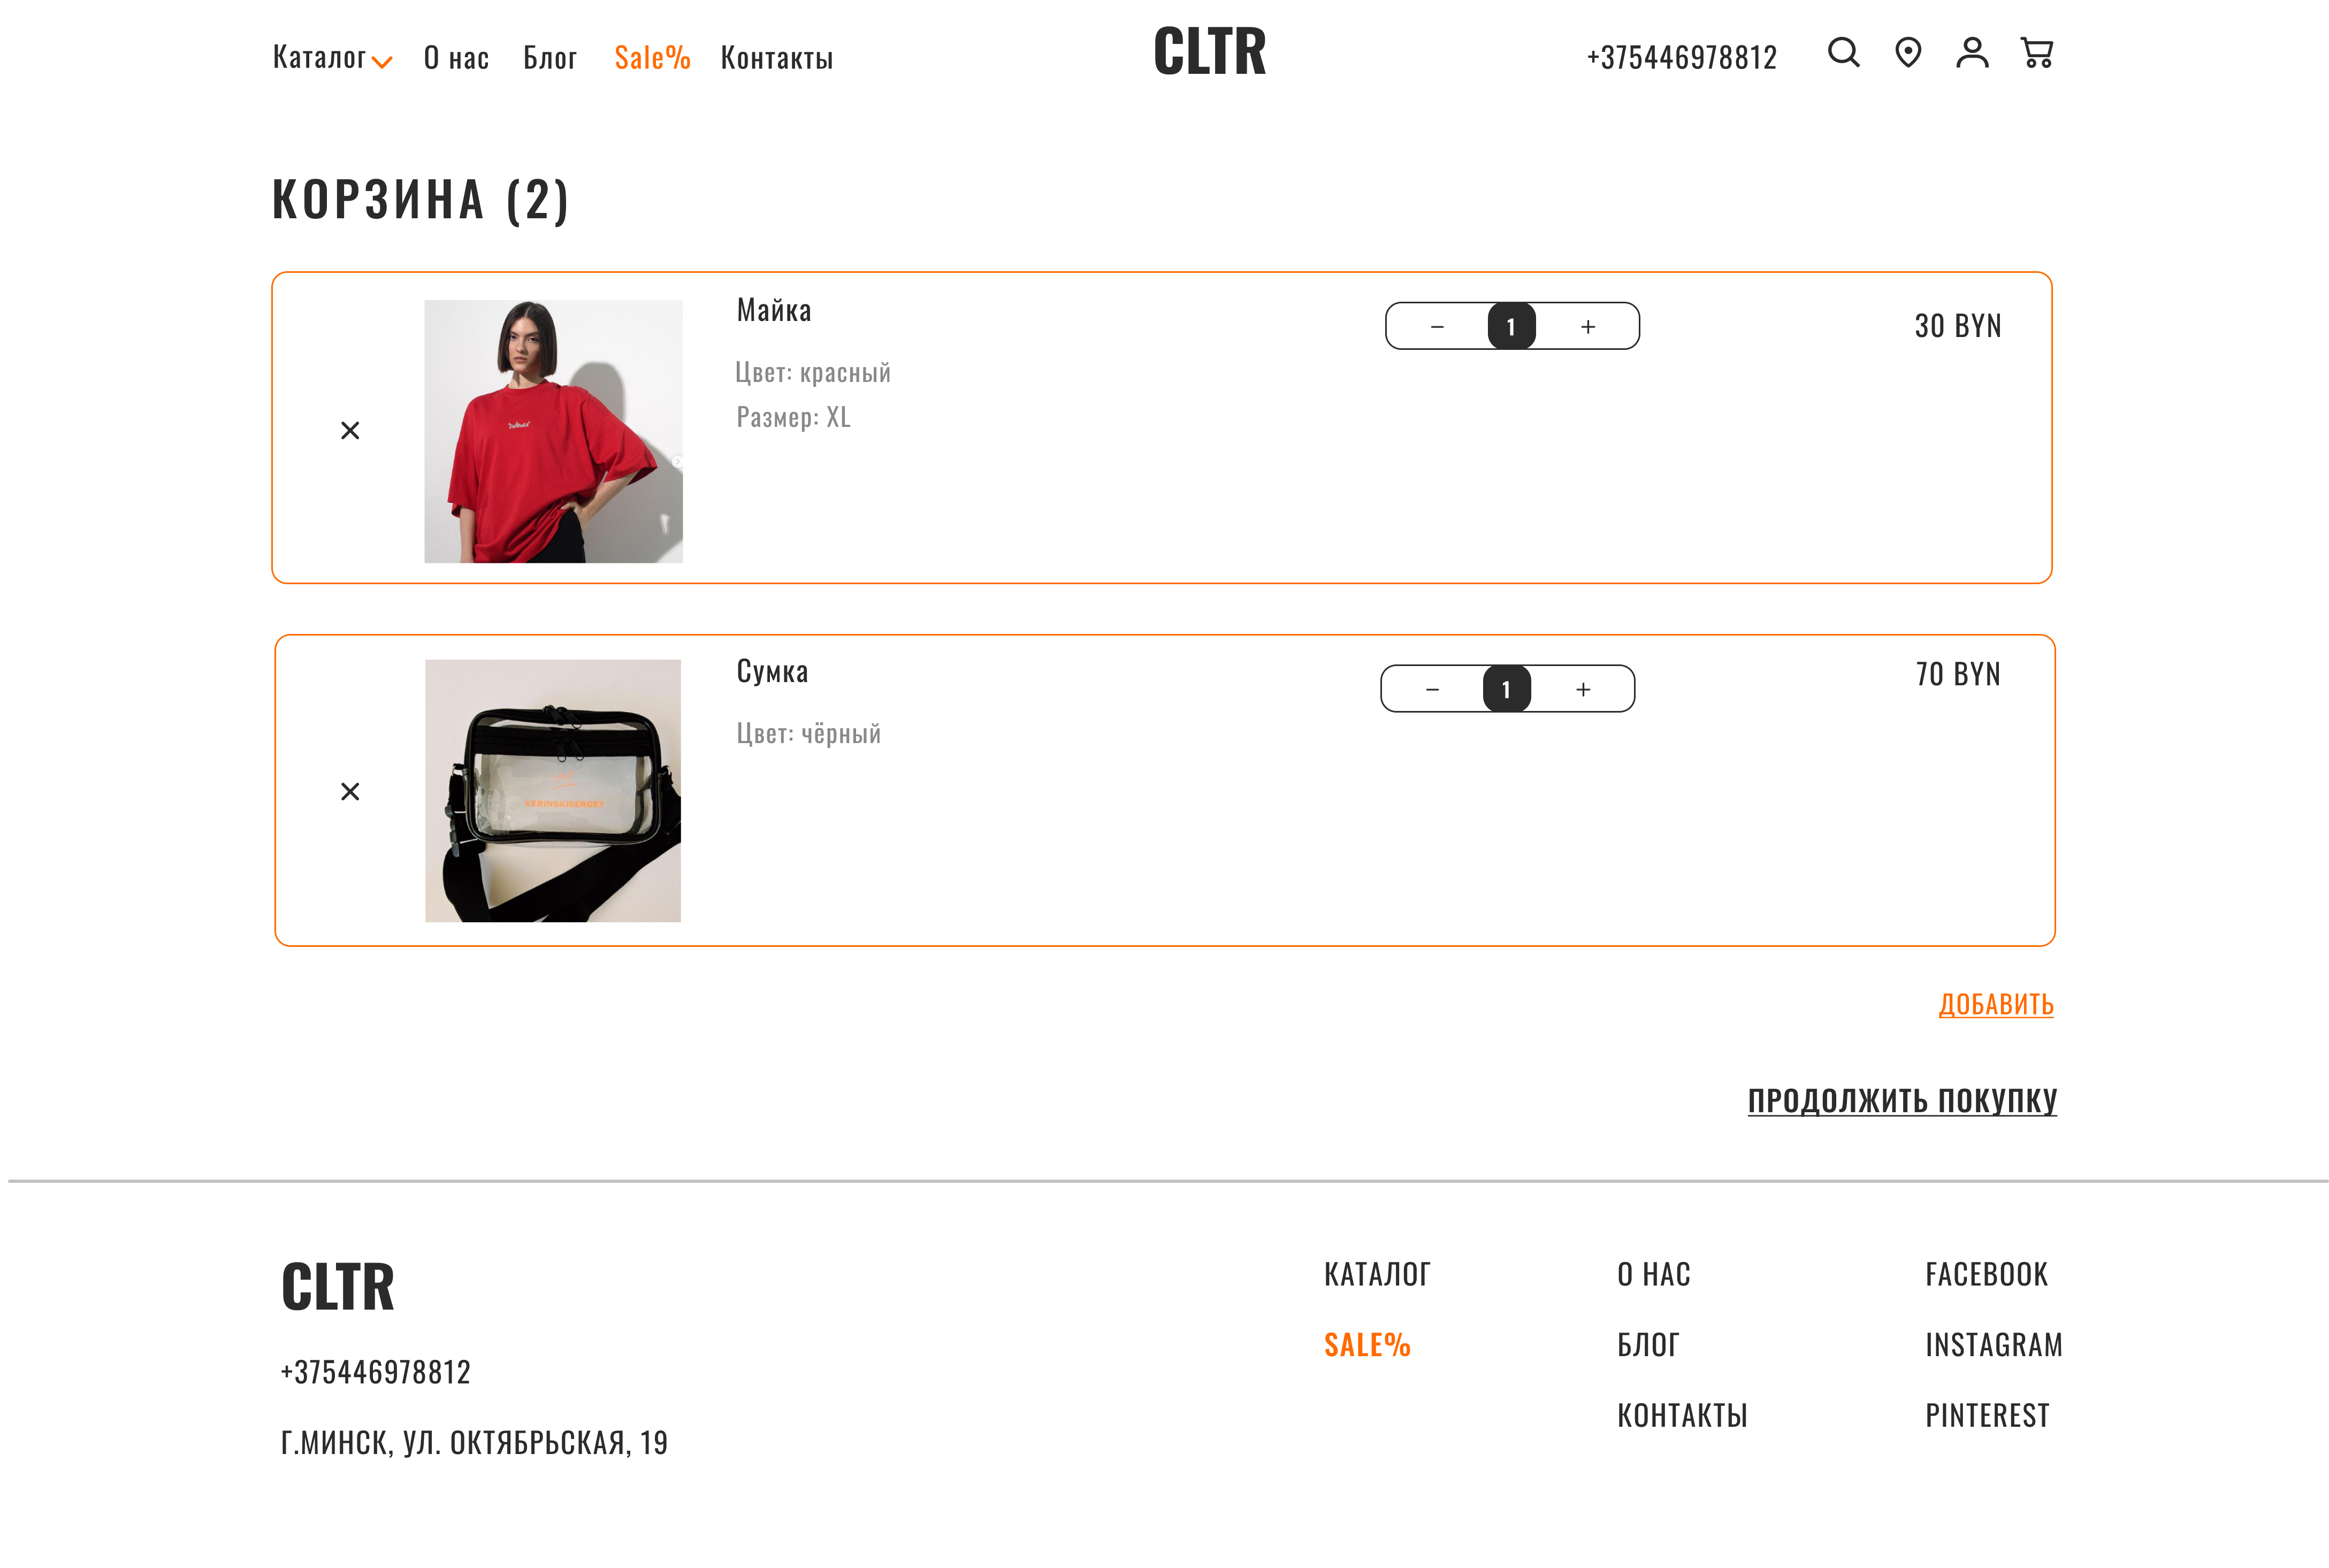 Каталог О нас Блог Sale% Контакты CLTR +375446978812
КОРЗИНА (2)
Майка
− 1 +
30 BYN
Цвет: красный
Размер: XL
Сумка
− 1 +
70 BYN
Цвет: чёрный
VERINSKISERGEY
ДОБАВИТЬ
ПРОДОЛЖИТЬ ПОКУПКУ
CLTR
+375446978812
Г.МИНСК, УЛ. ОКТЯБРЬСКАЯ, 19
КАТАЛОГ
SALE%
О НАС
БЛОГ
КОНТАКТЫ
FACEBOOK
INSTAGRAM
PINTEREST